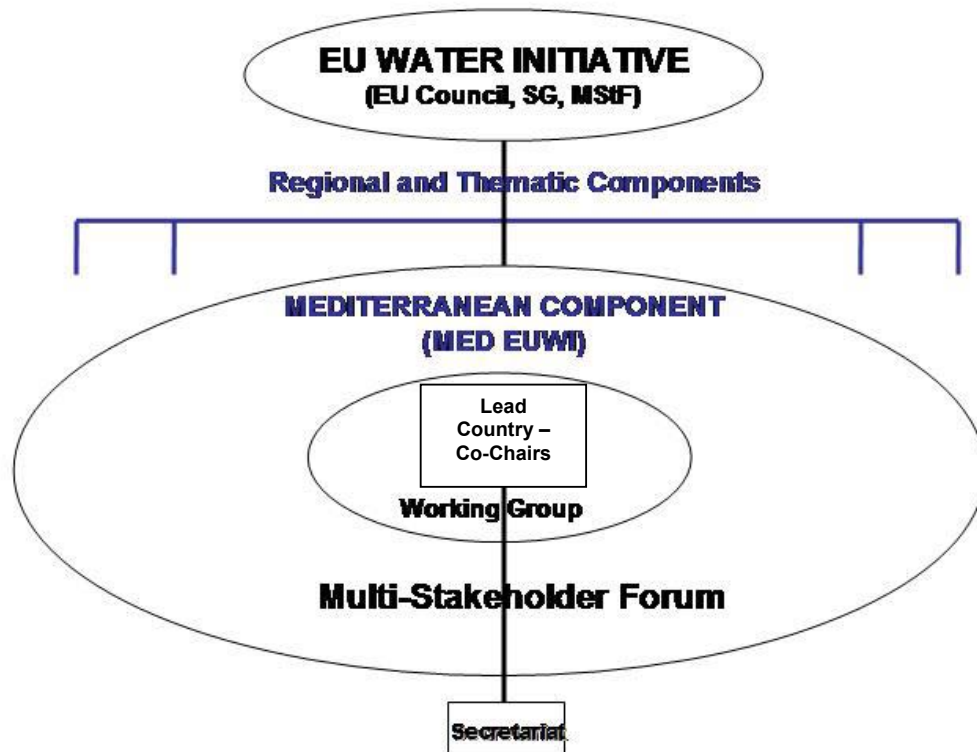 EU WATER INITIATIVE
(EU Council, SG, MStF)
Regional and Thematic Components
MEDITERRANEAN COMPONENT
(MED EUWI)
Lead
Country –
Co-Chairs
Working Group
Multi-Stakeholder Forum
Secretariat